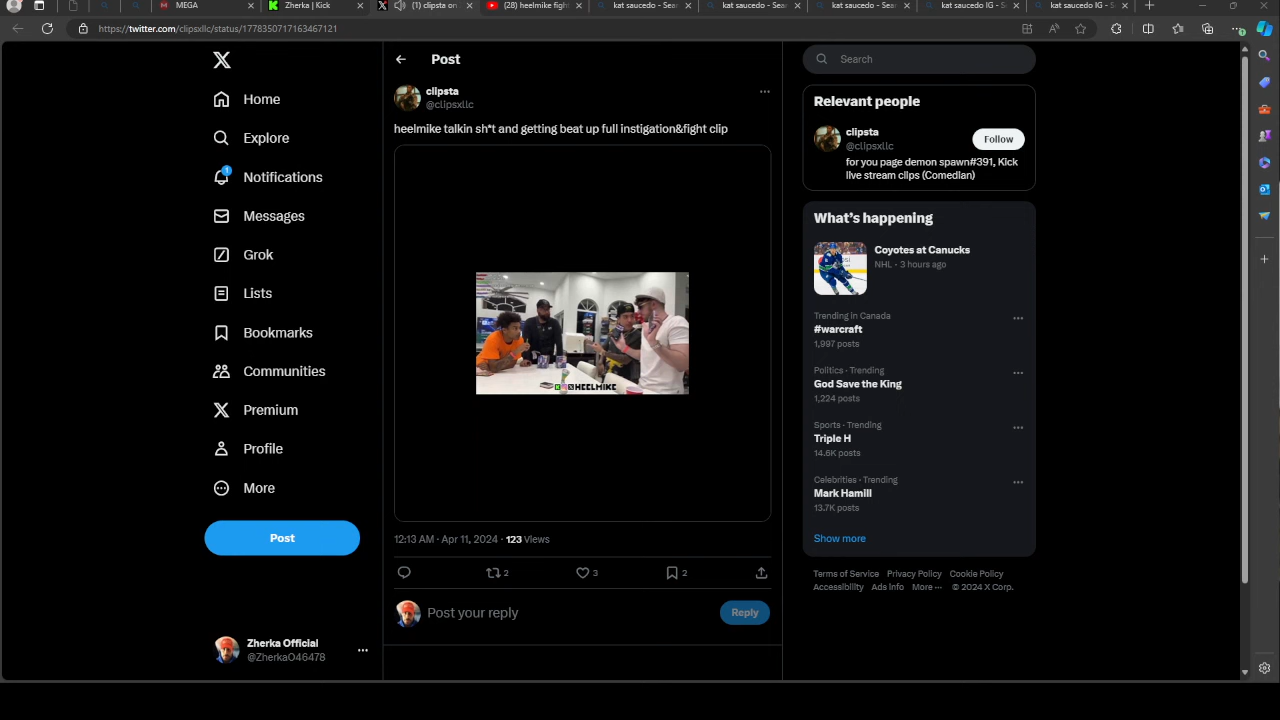 MEGA
Zherka | Kick
(1) clipsta on
(28) heelmike figh
kat saucedo - Sear
kat saucedo - Sea
kat saucedo - Sea
kat saucedo IG - S
kat saucedo IG - S
https://twitter.com/clipsxllc/status/1778350717163467121
Home
Explore
1
Notifications
Messages
Grok
Lists
Bookmarks
Communities
Premium
Profile
More
Post
Zherka Official
@ZherkaO46478
Post
clipsta
@clipsxllc
heelmike talkin sh*t and getting beat up full instigation&fight clip
HEELMIKE
12:13 AM · Apr 11, 2024 · 123 Views
2
3
2
Post your reply
Reply
Search
Relevant people
clipsta
@clipsxllc
Follow
for you page demon spawn#391, Kick
live stream clips (Comedian)
What's happening
Coyotes at Canucks
NHL · 3 hours ago
Trending in Canada
#warcraft
1,997 posts
Politics · Trending
God Save the King
1,224 posts
Sports · Trending
Triple H
14.6K posts
Celebrities · Trending
Mark Hamill
13.7K posts
Show more
Terms of Service Privacy Policy Cookie Policy
Accessibility Ads info More ··· © 2024 X Corp.